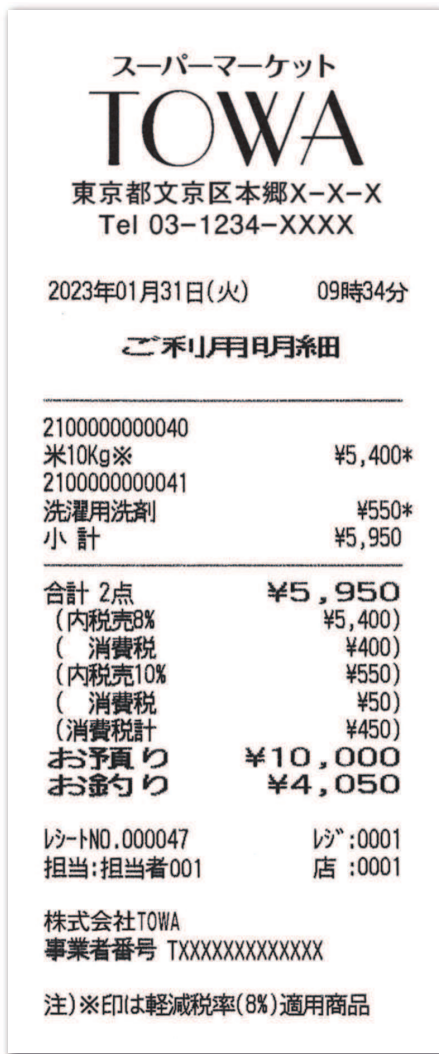 スーパーマーケット
TOWA
東京都文京区本郷X-X-X
Tel 03-1234-XXXX
2023年01月31日(火) 09時34分
ご利用明細
2100000000040
米10Kg※ ¥5,400*
2100000000041
洗濯用洗剤 ¥550*
小 計 ¥5,950
合計 2点 ¥5,950
(内税売8% ¥5,400)
( 消費税 ¥400)
(内税売10% ¥550)
( 消費税 ¥50)
(消費税計 ¥450)
お預り ¥10,000
お釣り ¥4,050
ﾚｼｰﾄNO.000047 ﾚｼﾞ:0001
担当:担当者001 店 :0001
株式会社TOWA
事業者番号 TXXXXXXXXXXXXX
注)※印は軽減税率(8%)適用商品